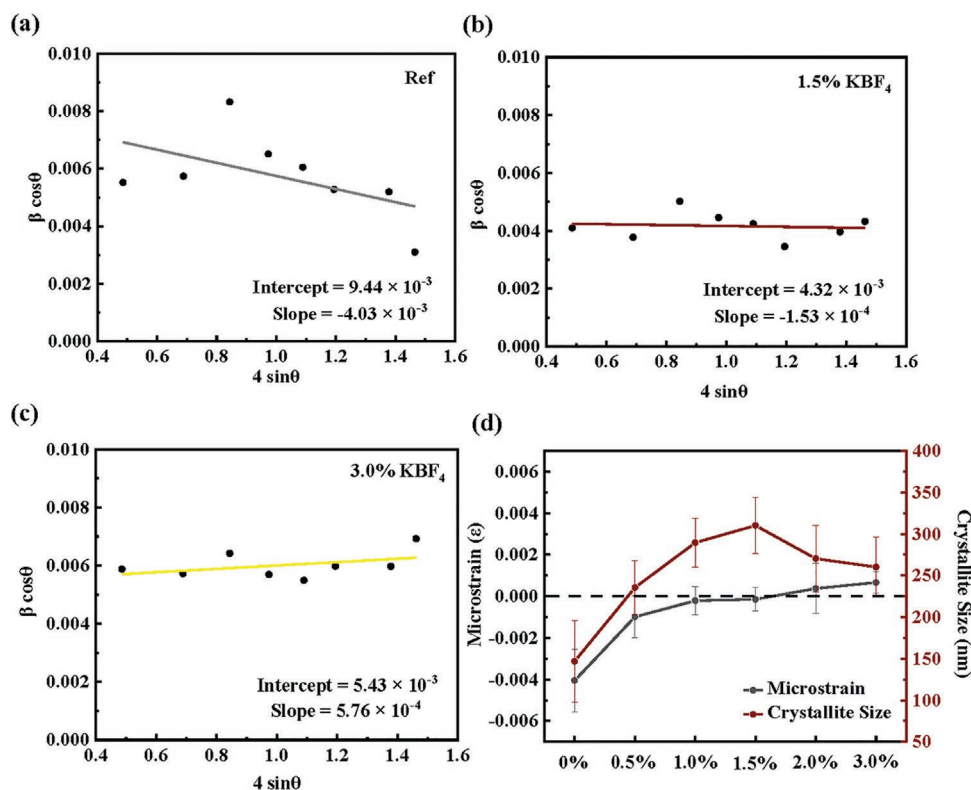 (a)
Ref
β cosθ
0.010
0.008
0.006
0.004
0.002
0.000
Intercept = 9.44 × 10⁻³
Slope = -4.03 × 10⁻³
0.4 0.6 0.8 1.0 1.2 1.4 1.6
4 sinθ
(b)
1.5% KBF₄
β cosθ
0.010
0.008
0.006
0.004
0.002
0.000
Intercept = 4.32 × 10⁻³
Slope = -1.53 × 10⁻⁴
0.4 0.6 0.8 1.0 1.2 1.4 1.6
4 sinθ
(c)
3.0% KBF₄
β cosθ
0.010
0.008
0.006
0.004
0.002
0.000
Intercept = 5.43 × 10⁻³
Slope = 5.76 × 10⁻⁴
0.4 0.6 0.8 1.0 1.2 1.4 1.6
4 sinθ
(d)
Microstrain (ε)
0.006
0.004
0.002
0.000
-0.002
-0.004
-0.006
400
350
300
250
200
150
100
50
Crystallite Size (nm)
Microstrain
Crystallite Size
0% 0.5% 1.0% 1.5% 2.0% 3.0%